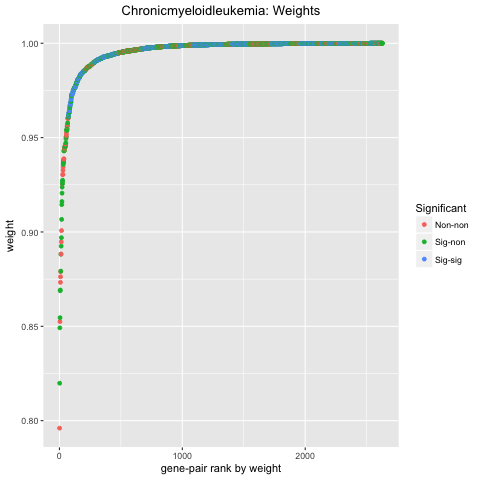 Chronicmyeloidleukemia: Weights
1.00
0.95
0.90
0.85
0.80
weight
0
1000
2000
gene-pair rank by weight
Significant
Non-non
Sig-non
Sig-sig